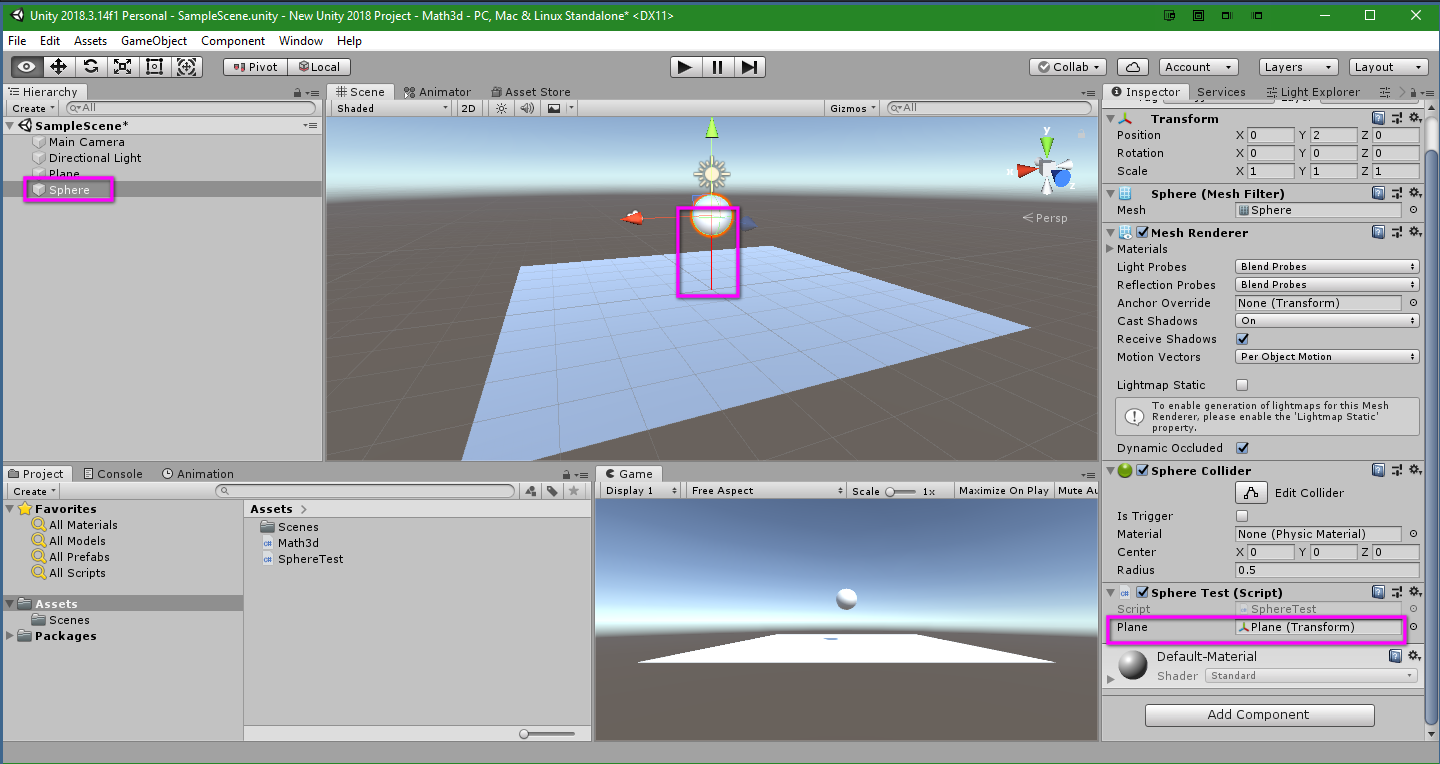 Unity 2018.3.14f1 Personal - SampleScene.unity - New Unity 2018 Project - Math3d - PC, Mac & Linux Standalone* <DX11>
File Edit Assets GameObject Component Window Help
Pivot Local Collab Account Layers Layout
Hierarchy
Create All
SampleScene*
Main Camera
Directional Light
Plane
Sphere
Scene Animator Asset Store
Shaded 2D Gizmos All
y
x
z
Persp
Inspector Services Light Explorer
Transform
Position X 0 Y 2 Z 0
Rotation X 0 Y 0 Z 0
Scale X 1 Y 1 Z 1
Sphere (Mesh Filter)
Mesh Sphere
Mesh Renderer
Materials
Light Probes Blend Probes
Reflection Probes Blend Probes
Anchor Override None (Transform)
Cast Shadows On
Receive Shadows
Motion Vectors Per Object Motion
Lightmap Static
To enable generation of lightmaps for this Mesh
Renderer, please enable the 'Lightmap Static'
property.
Dynamic Occluded
Sphere Collider
Edit Collider
Is Trigger
Material None (Physic Material)
Center X 0 Y 0 Z 0
Radius 0.5
Sphere Test (Script)
Script SphereTest
Plane Plane (Transform)
Default-Material
Shader Standard
Add Component
Project Console Animation
Create
Favorites
All Materials
All Models
All Prefabs
All Scripts
Assets
Scenes
Packages
Assets
Scenes
Math3d
SphereTest
Game
Display 1 Free Aspect Scale 1x Maximize On Play Mute Au